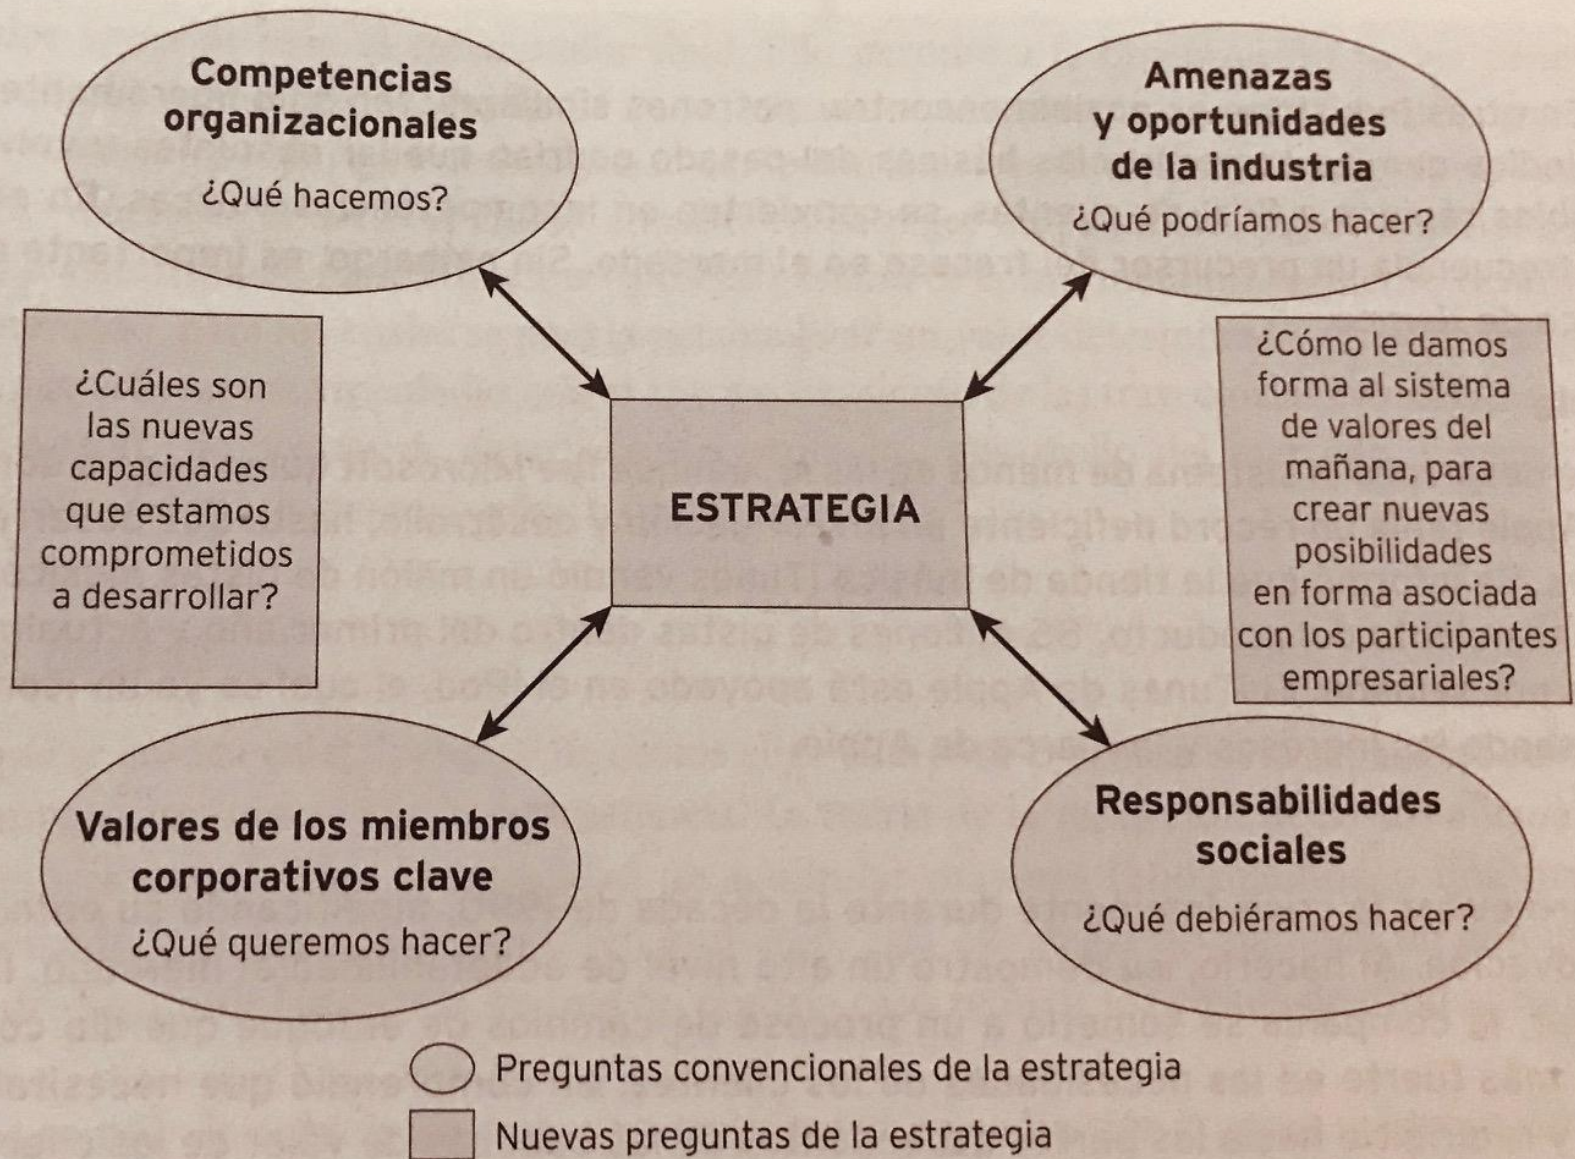 Competencias
organizacionales
¿Qué hacemos?
Amenazas
y oportunidades
de la industria
¿Qué podríamos hacer?
¿Cuáles son
las nuevas
capacidades
que estamos
comprometidos
a desarrollar?
ESTRATEGIA
¿Cómo le damos
forma al sistema
de valores del
mañana, para
crear nuevas
posibilidades
en forma asociada
con los participantes
empresariales?
Valores de los miembros
corporativos clave
¿Qué queremos hacer?
Responsabilidades
sociales
¿Qué debiéramos hacer?
Preguntas convencionales de la estrategia
Nuevas preguntas de la estrategia